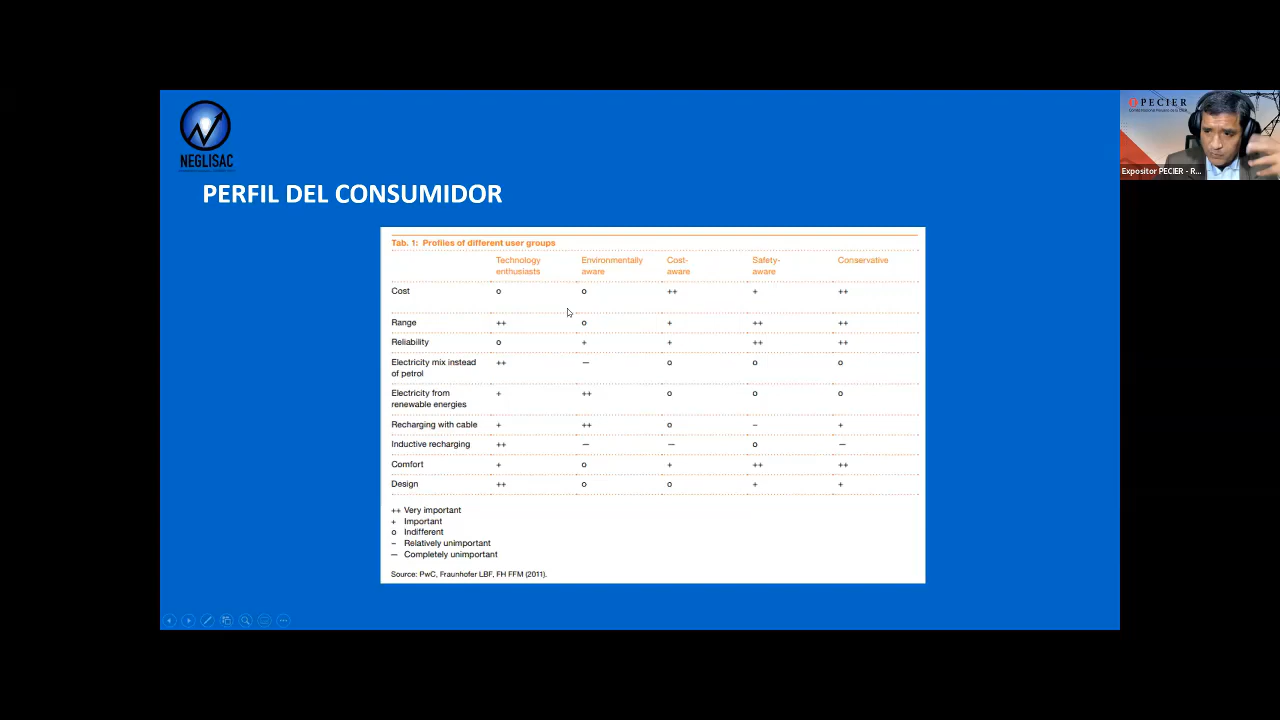 NEGLISAC
PECIER
Expositor PECIER - R...
PERFIL DEL CONSUMIDOR
Tab. 1: Profiles of different user groups
Technology enthusiasts Environmentally aware Cost-aware Safety-aware Conservative
Cost o o ++ + ++
Range ++ o + ++ ++
Reliability o + + ++ ++
Electricity mix instead of petrol ++ — o o o
Electricity from renewable energies + ++ o o o
Recharging with cable + ++ o – +
Inductive recharging ++ — — o —
Comfort + o + ++ ++
Design ++ o o + +
++ Very important
+ Important
o Indifferent
– Relatively unimportant
— Completely unimportant
Source: PwC, Fraunhofer LBF, FH FFM (2011).